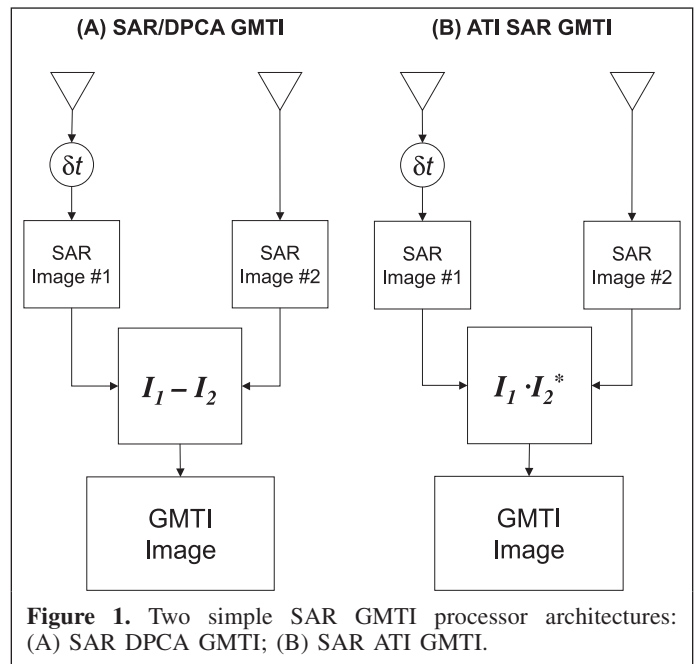 (A) SAR/DPCA GMTI
(B) ATI SAR GMTI
δt
δt
SAR
Image #1
SAR
Image #2
SAR
Image #1
SAR
Image #2
I₁ – I₂
I₁ · I₂*
GMTI
Image
GMTI
Image
Figure 1. Two simple SAR GMTI processor architectures:
(A) SAR DPCA GMTI; (B) SAR ATI GMTI.